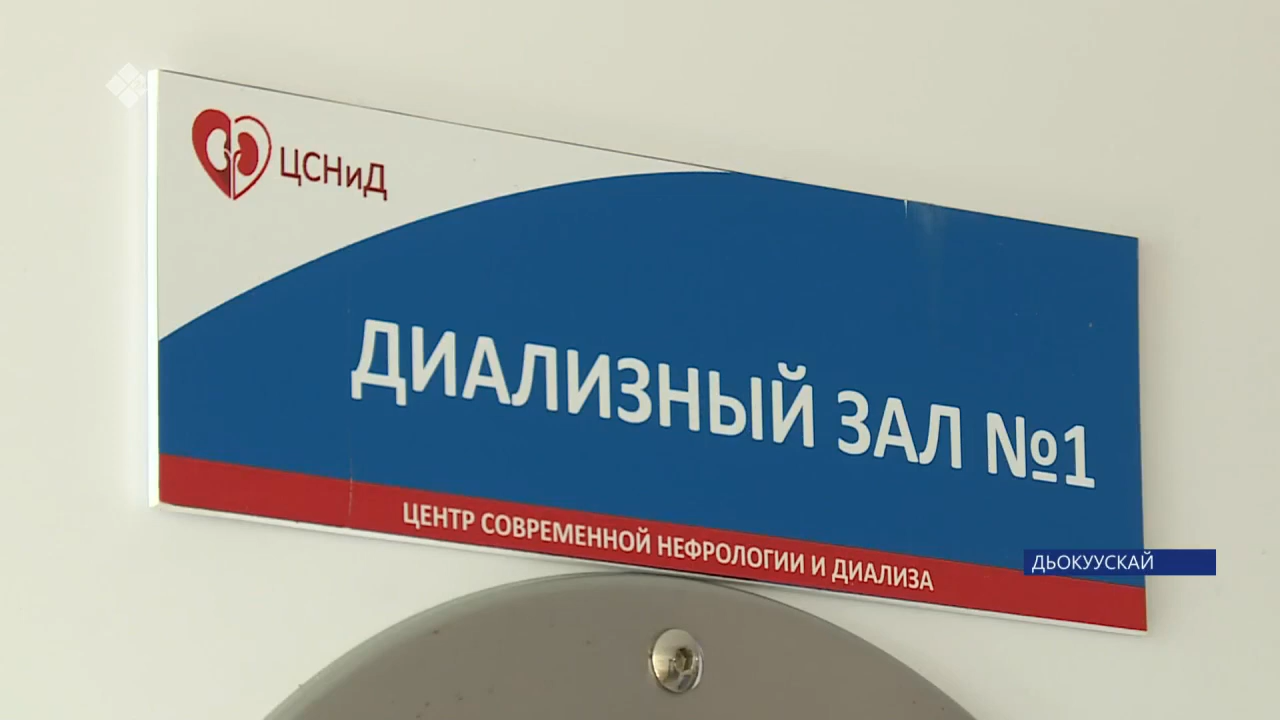 ЦСНиД
ДИАЛИЗНЫЙ ЗАЛ №1
ЦЕНТР СОВРЕМЕННОЙ НЕФРОЛОГИИ И ДИАЛИЗА
ДЬОКУУСКАЙ